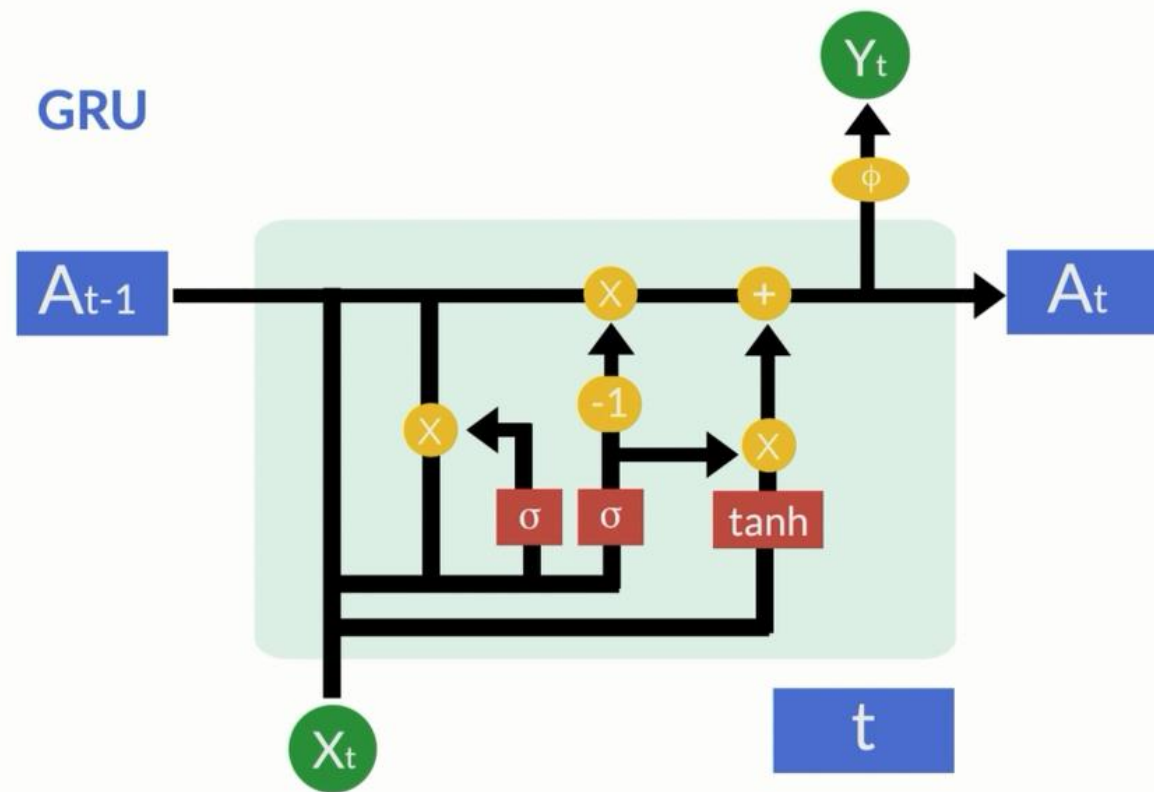 Yt
GRU
ϕ
At-1
X
+
At
-1
X
X
σ
σ
tanh
t
Xt